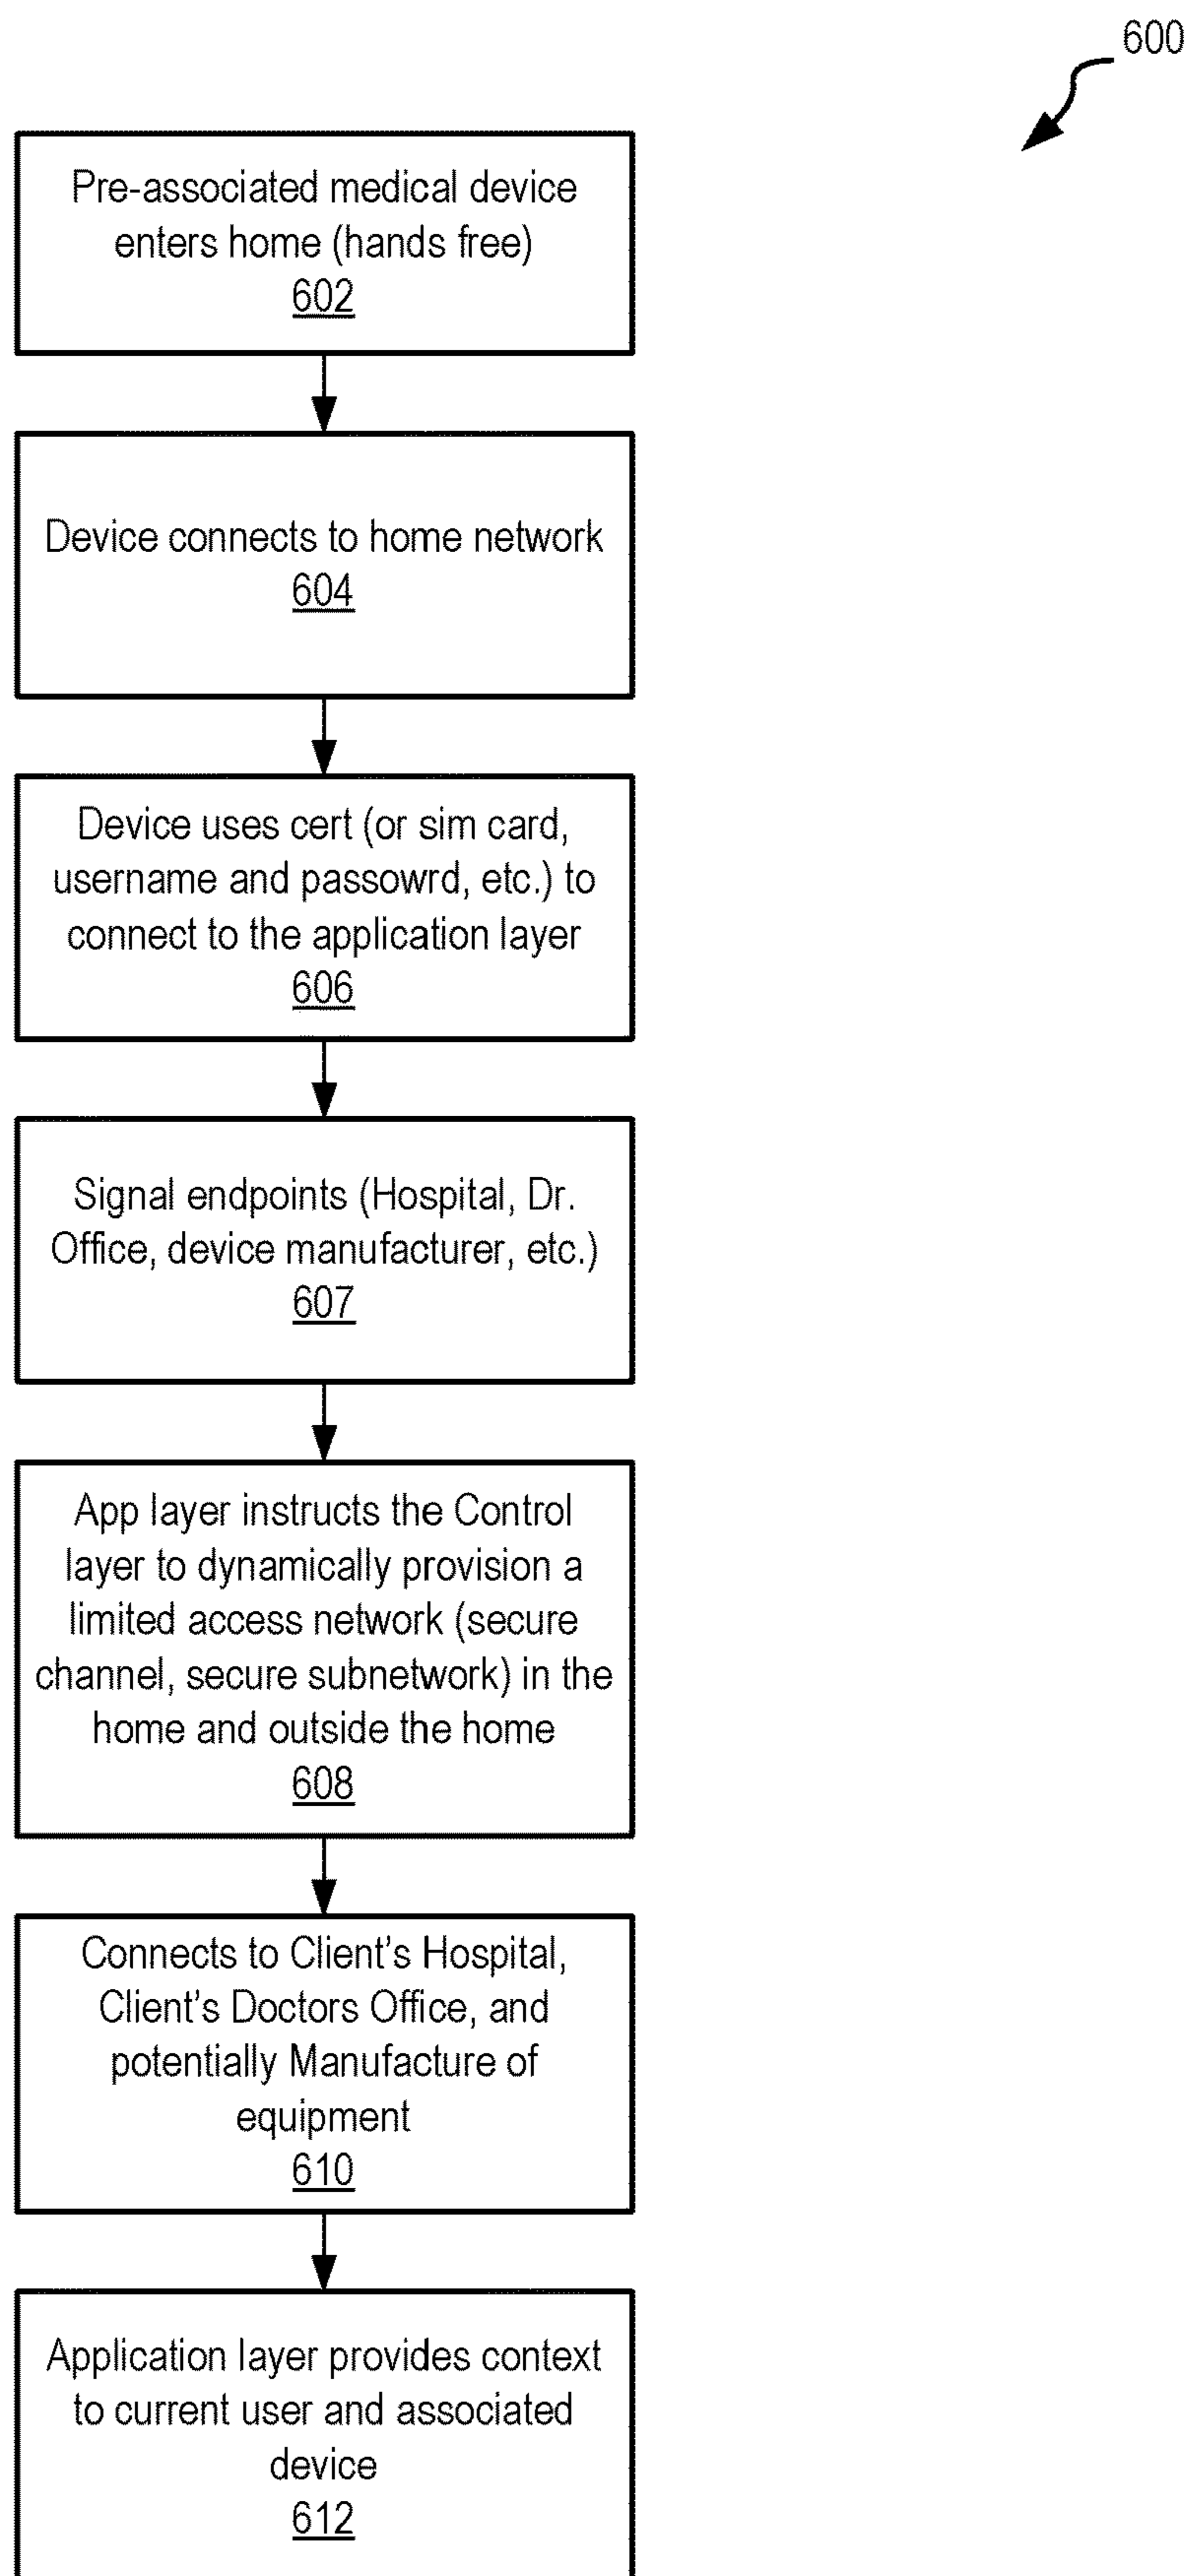 600
Pre-associated medical device
enters home (hands free)
602
Device connects to home network
604
Device uses cert (or sim card,
username and passowrd, etc.) to
connect to the application layer
606
Signal endpoints (Hospital, Dr.
Office, device manufacturer, etc.)
607
App layer instructs the Control
layer to dynamically provision a
limited access network (secure
channel, secure subnetwork) in the
home and outside the home
608
Connects to Client's Hospital,
Client's Doctors Office, and
potentially Manufacture of
equipment
610
Application layer provides context
to current user and associated
device
612